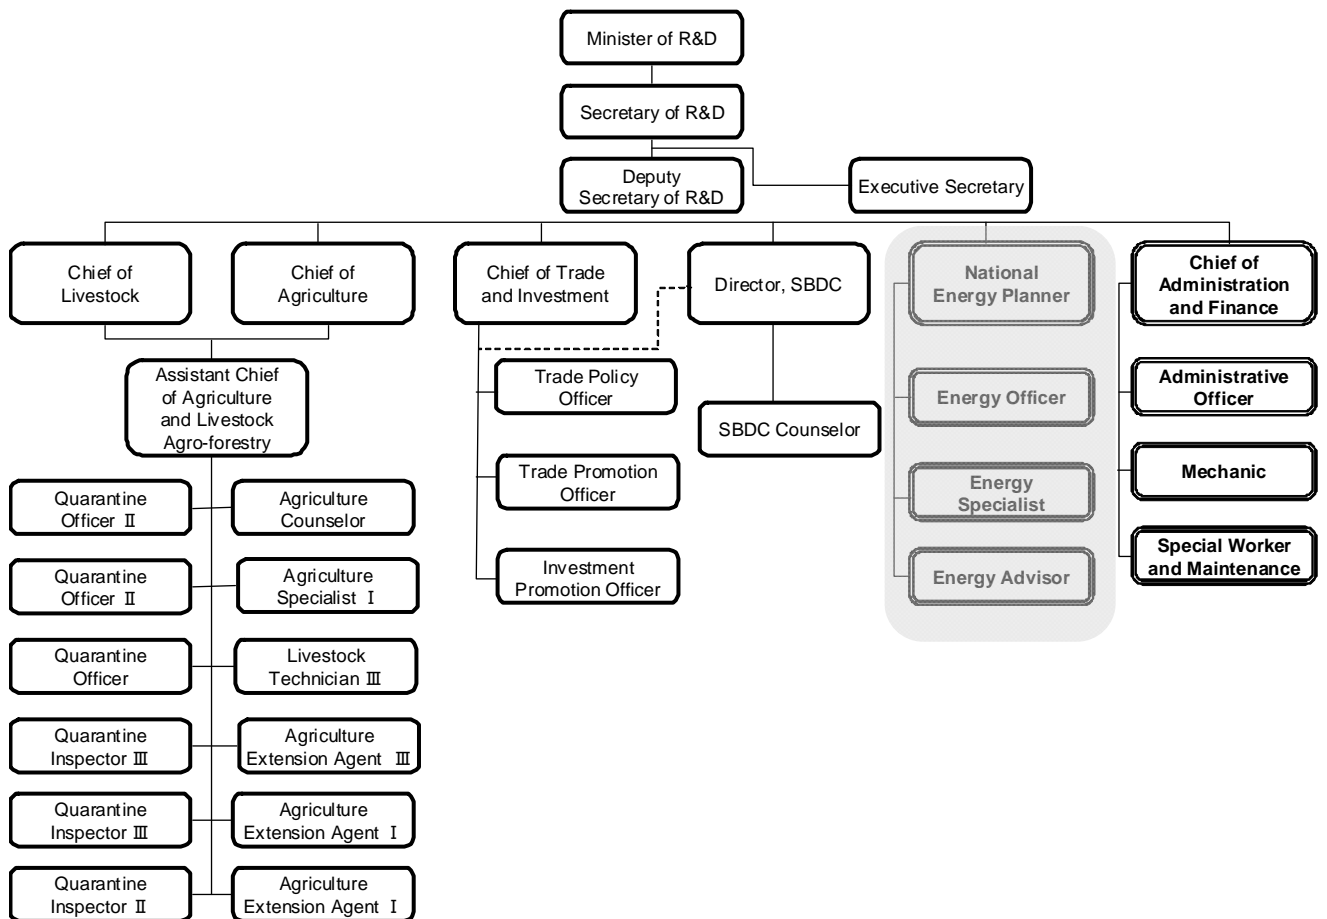 Minister of R&D
Secretary of R&D
Deputy
Secretary of R&D
Executive Secretary
Chief of
Livestock
Chief of
Agriculture
Chief of Trade
and Investment
Director, SBDC
National
Energy Planner
Chief of
Administration
and Finance
Assistant Chief
of Agriculture
and Livestock
Agro-forestry
Trade Policy
Officer
SBDC Counselor
Energy Officer
Administrative
Officer
Trade Promotion
Officer
Energy
Specialist
Mechanic
Investment
Promotion Officer
Energy Advisor
Special Worker
and Maintenance
Quarantine
Officer Ⅱ
Agriculture
Counselor
Quarantine
Officer Ⅱ
Agriculture
Specialist Ⅰ
Quarantine
Officer
Livestock
Technician Ⅲ
Quarantine
Inspector Ⅲ
Agriculture
Extension Agent Ⅲ
Quarantine
Inspector Ⅲ
Agriculture
Extension Agent Ⅰ
Quarantine
Inspector Ⅱ
Agriculture
Extension Agent Ⅰ